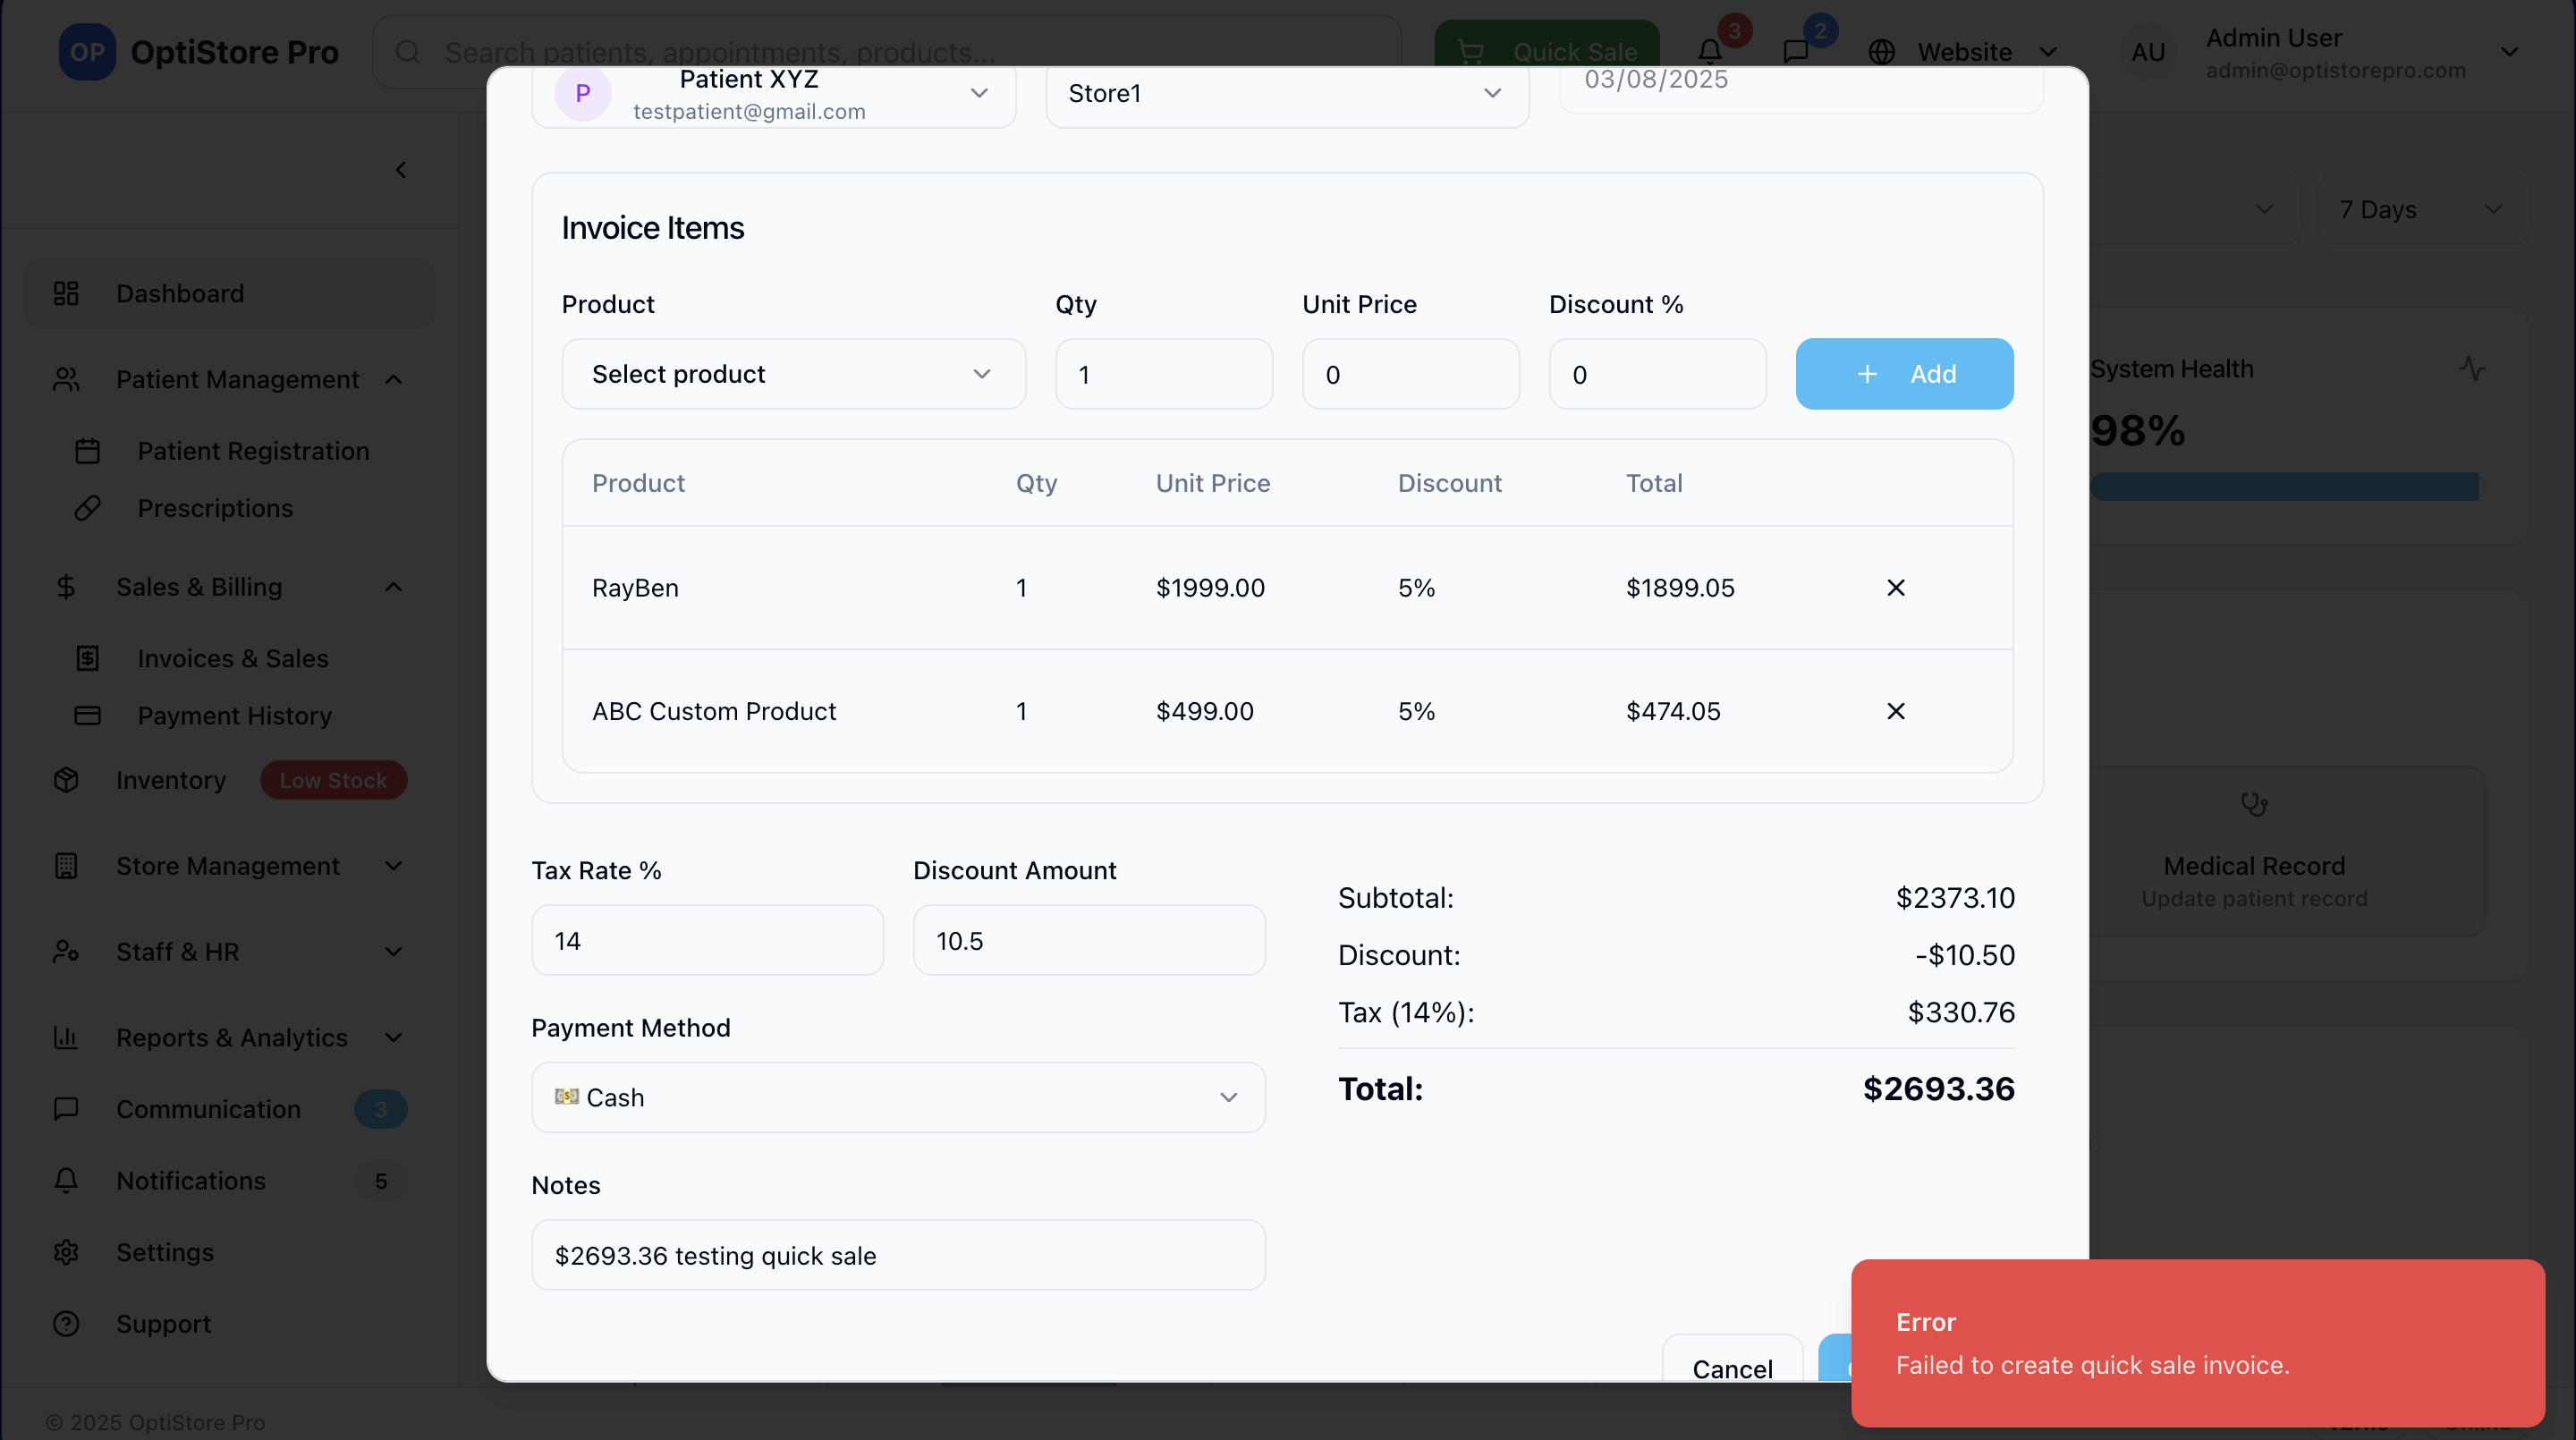 OP OptiStore Pro
Search patients, appointments, products...
Quick Sale
3
2
Website
AU
Admin User
admin@optistorepro.com
Dashboard
Patient Management
Patient Registration
Prescriptions
Sales & Billing
Invoices & Sales
Payment History
Inventory Low Stock
Store Management
Staff & HR
Reports & Analytics
Communication 3
Notifications 5
Settings
Support
© 2025 OptiStore Pro
P
Patient XYZ
testpatient@gmail.com
Store1
03/08/2025
Invoice Items
Product Qty Unit Price Discount %
Select product 1 0 0 Add
Product Qty Unit Price Discount Total
RayBen 1 $1999.00 5% $1899.05
ABC Custom Product 1 $499.00 5% $474.05
Tax Rate % Discount Amount
14 10.5
Payment Method
Cash
Notes
$2693.36 testing quick sale
Subtotal: $2373.10
Discount: -$10.50
Tax (14%): $330.76
Total: $2693.36
Cancel
7 Days
System Health
98%
Medical Record
Update patient record
Error
Failed to create quick sale invoice.